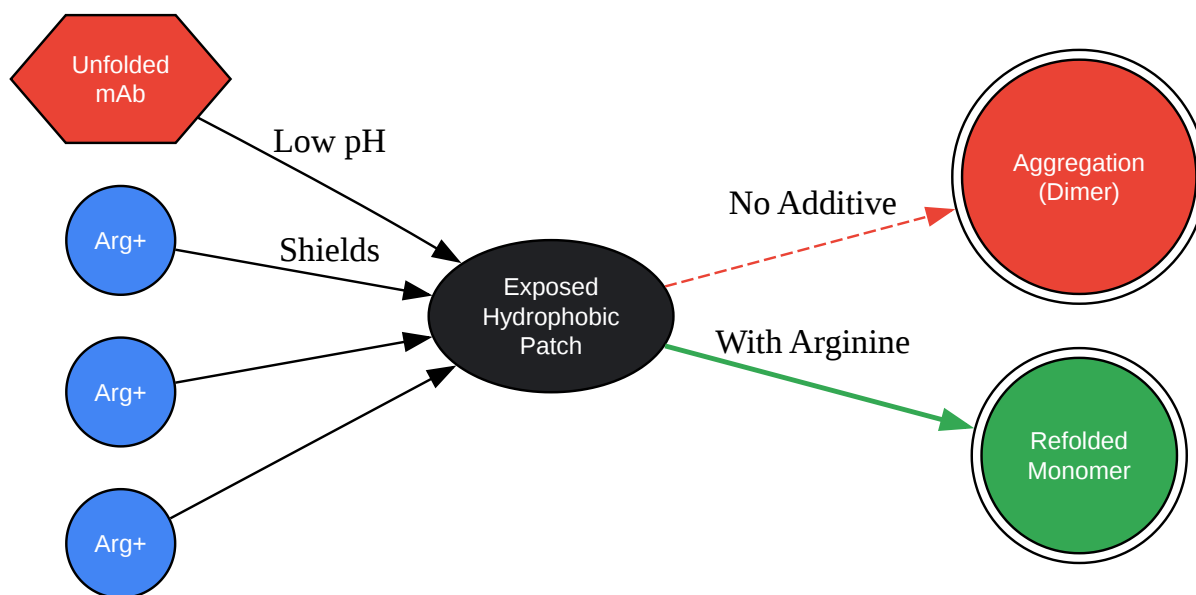 Unfolded
mAb
Low pH
Arg+
Shields
Arg+
Arg+
Exposed
Hydrophobic
Patch
No Additive
With Arginine
Aggregation
(Dimer)
Refolded
Monomer